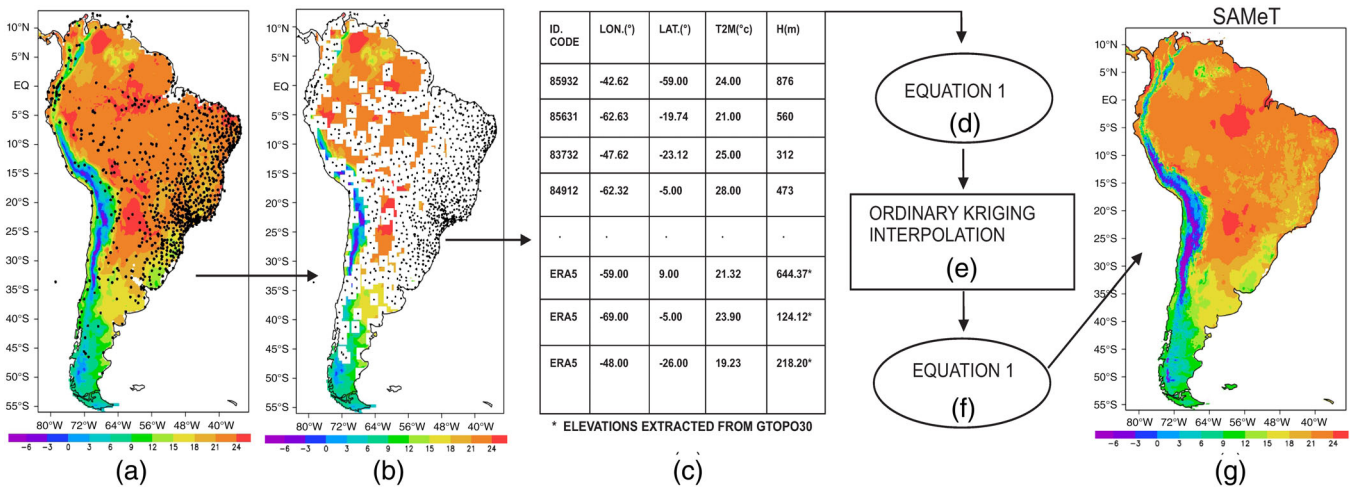 SAMeT
10°N
5°N
EQ
5°S
10°S
15°S
20°S
25°S
30°S
35°S
40°S
45°S
50°S
55°S
80°W 72°W 64°W 56°W 48°W 40°W
−6 −3 0 3 6 9 12 15 18 21 24
(a)
10°N
5°N
EQ
5°S
10°S
15°S
20°S
25°S
30°S
35°S
40°S
45°S
50°S
55°S
80°W 72°W 64°W 56°W 48°W 40°W
−6 −3 0 3 6 9 12 15 18 21 24
(b)
ID. CODE LON.(°) LAT.(°) T2M(°c) H(m)
85932 -42.62 -59.00 24.00 876
85631 -62.63 -19.74 21.00 560
83732 -47.62 -23.12 25.00 312
84912 -62.32 -5.00 28.00 473
. . . . .
ERA5 -59.00 9.00 21.32 644.37*
ERA5 -69.00 -5.00 23.90 124.12*
ERA5 -48.00 -26.00 19.23 218.20*
* ELEVATIONS EXTRACTED FROM GTOPO30
(c)
EQUATION 1
(d)
ORDINARY KRIGING
INTERPOLATION
(e)
EQUATION 1
(f)
10°N
5°N
EQ
5°S
10°S
15°S
20°S
25°S
30°S
35°S
40°S
45°S
50°S
55°S
80°W 72°W 64°W 56°W 48°W 40°W
−6 −3 0 3 6 9 12 15 18 21 24
(g)